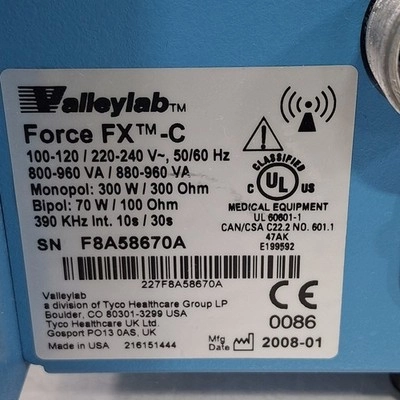 Valleylab™
Force FX™-C
100-120 / 220-240 V~, 50/60 Hz
800-960 VA / 880-960 VA
Monopol: 300 W / 300 Ohm
Bipol: 70 W / 100 Ohm
390 KHz Int. 10s / 30s
SN F8A58670A
227F8A58670A
CLASSIFIED
C UL US
MEDICAL EQUIPMENT
UL 60601-1
CAN/CSA C22.2 NO. 601.1
47AK
E199592
Valleylab
a division of Tyco Healthcare Group LP
Boulder, CO 80301-3299 USA
Tyco Healthcare UK Ltd.
Gosport PO13 0AS, UK
Made in USA 216151444
CE
0086
Mfg Date 2008-01